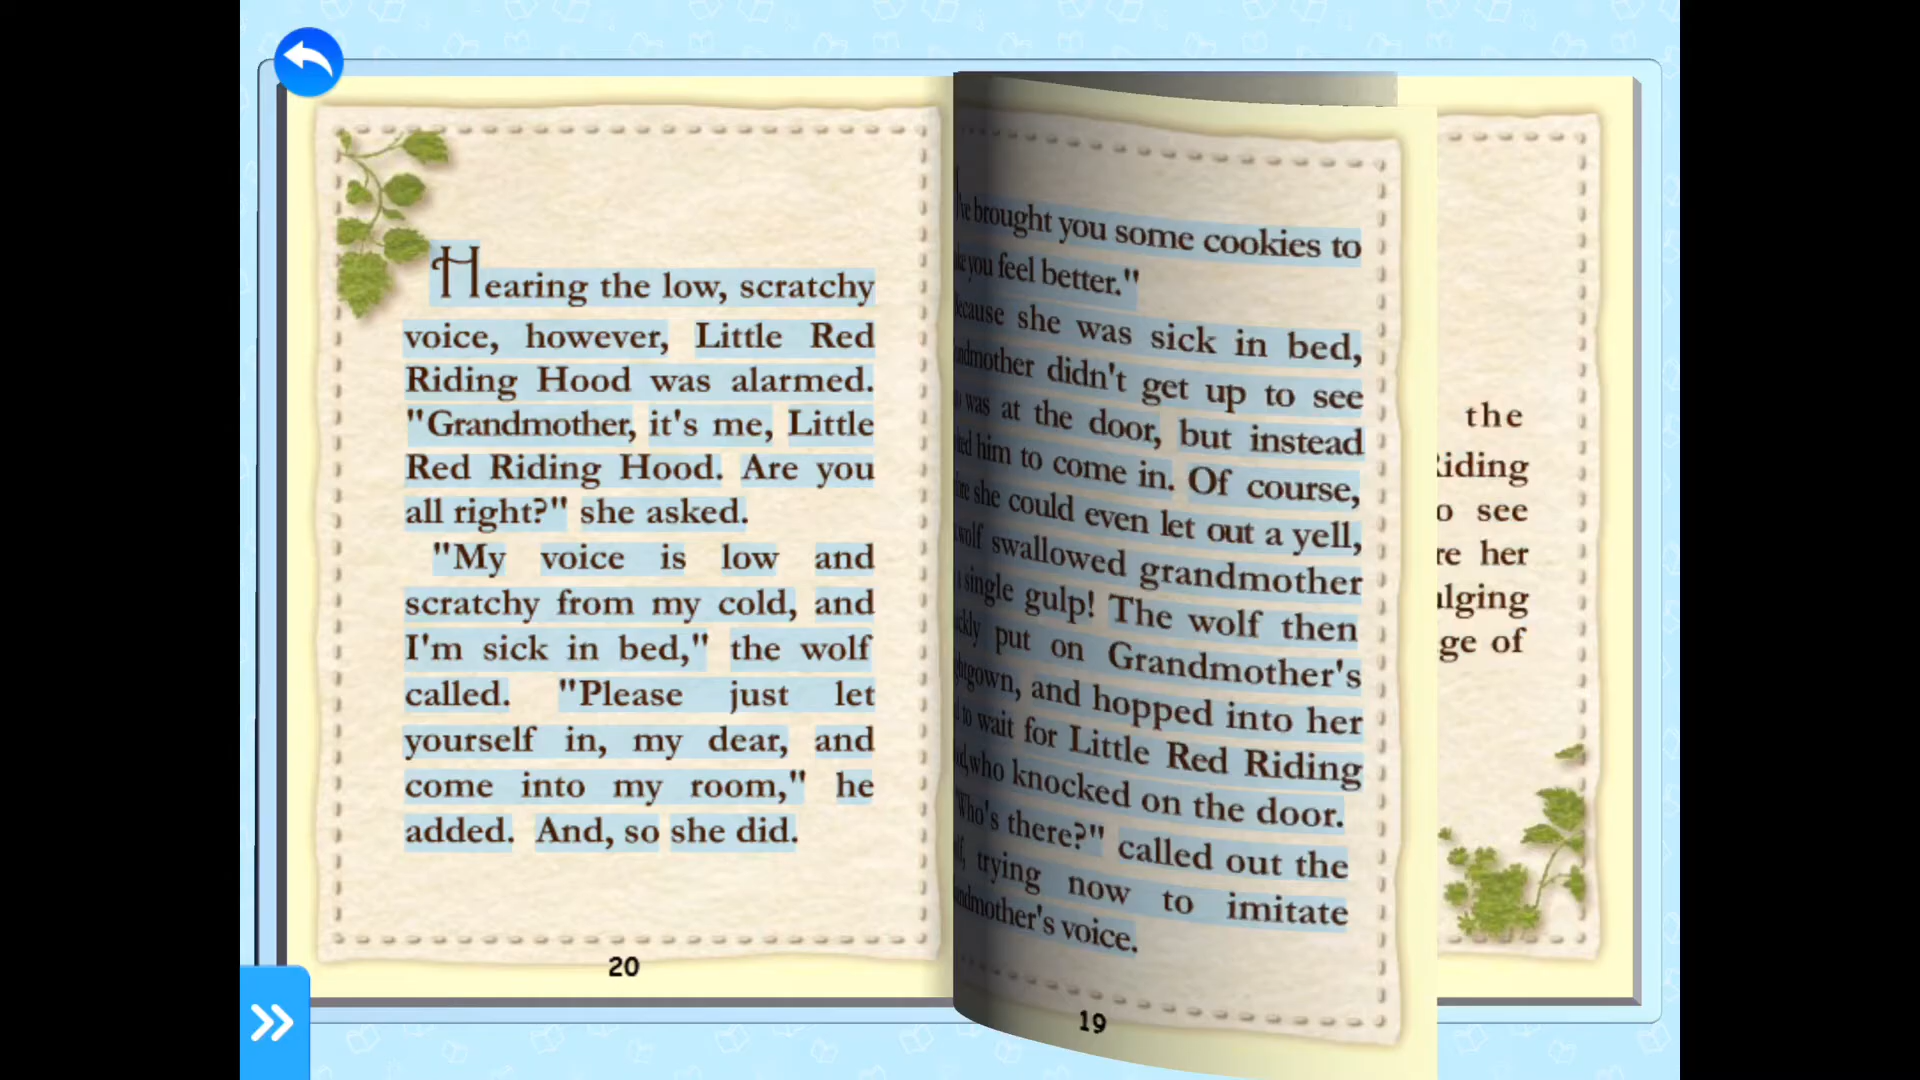 Hearing the low, scratchy
voice, however, Little Red
Riding Hood was alarmed.
"Grandmother, it's me, Little
Red Riding Hood. Are you
all right?" she asked.
"My voice is low and
scratchy from my cold, and
I'm sick in bed," the wolf
called. "Please just let
yourself in, my dear, and
come into my room," he
added. And, so she did.
20
brought you some cookies to
you feel better."
she was sick in bed,
didn't get up to see
was at the door, but instead
him to come in. Of course,
she could even let out a yell,
wolf swallowed grandmother
single gulp! The wolf then
put on Grandmother's
and hopped into her
to wait for Little Red Riding
who knocked on the door.
"Who's there?" called out the
trying now to imitate
voice.
19
the
Riding
see
her
of